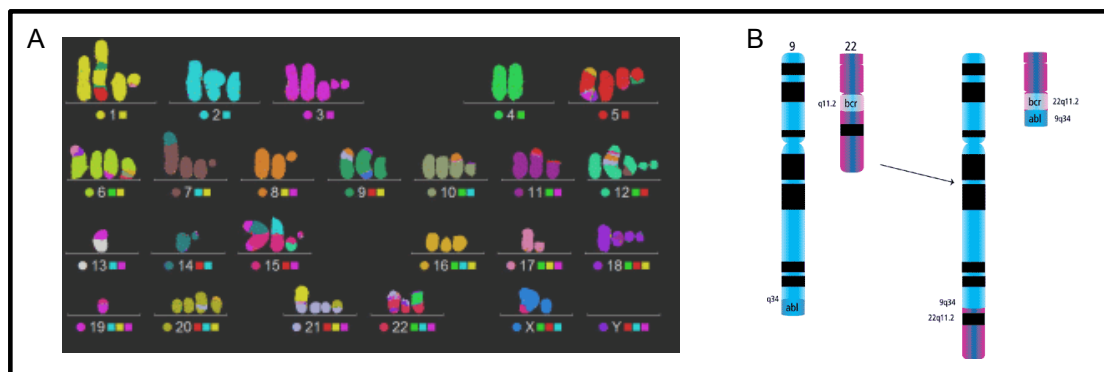 A
1 2 3 4 5
6 7 8 9 10 11 12
13 14 15 16 17 18
19 20 21 22 X Y
B
9 22
q11.2 bcr
q34 abl
9q34
22q11.2
bcr 22q11.2
abl 9q34